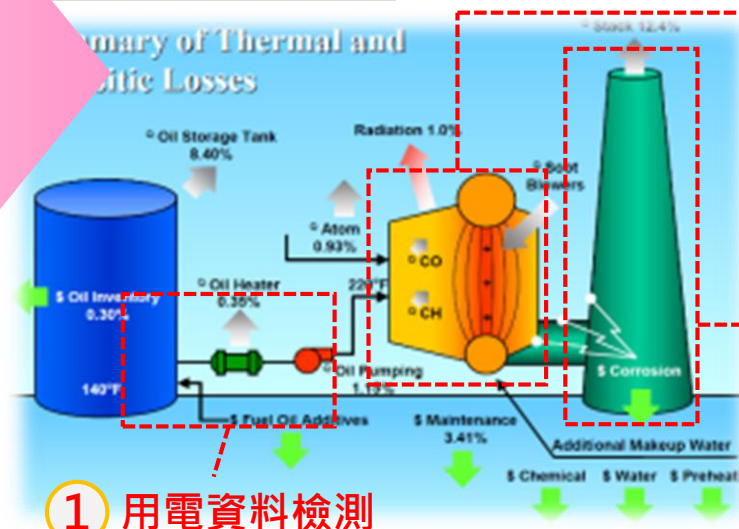 mary of Thermal and
itic Losses
Stack 12.4%
Oil Storage Tank
8.40%
Radiation 1.0%
Soot
Blowers
Atom
0.93%
CO
Oil Heater
0.35%
220°F
$ Oil Inventory
0.30%
CH
Oil Pumping
1.13%
140°F
$ Corrosion
$ Fuel Oil Additives
$ Maintenance
3.41%
Additional Makeup Water
$ Chemical
$ Water
$ Preheat
1 用電資料檢測